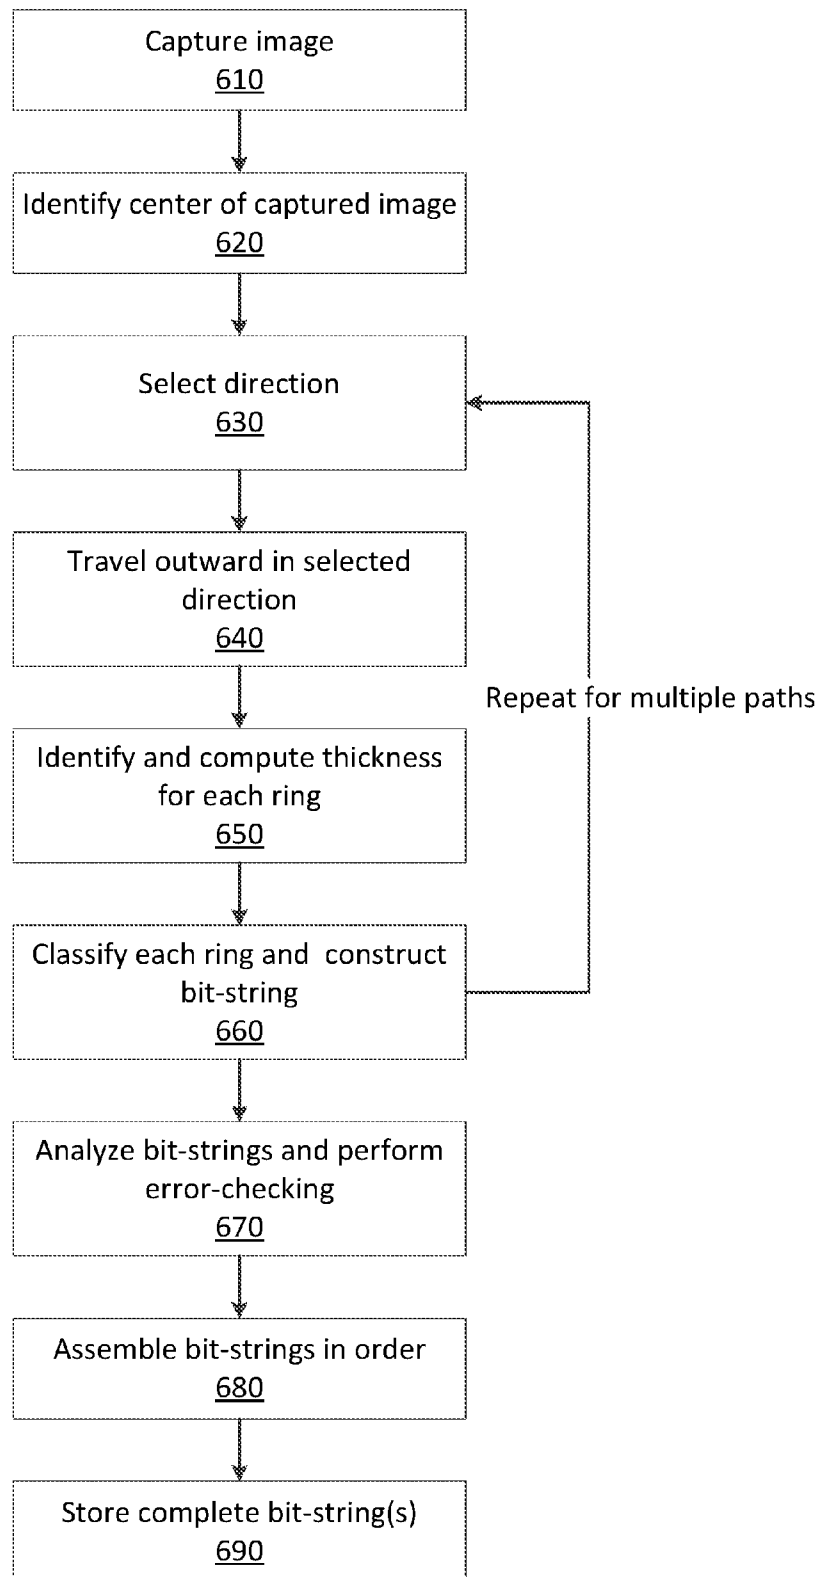 Capture image
610
Identify center of captured image
620
Select direction
630
Travel outward in selected
direction
640
Repeat for multiple paths
Identify and compute thickness
for each ring
650
Classify each ring and construct
bit-string
660
Analyze bit-strings and perform
error-checking
670
Assemble bit-strings in order
680
Store complete bit-string(s)
690